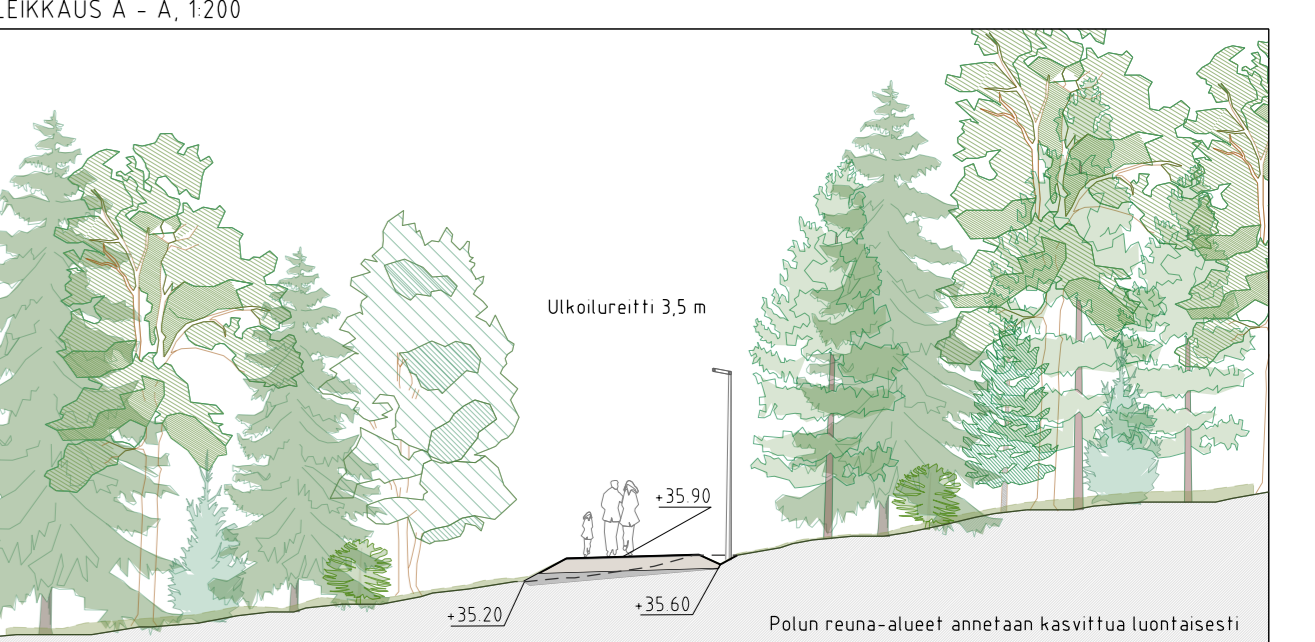 LEIKKAUS A - A, 1:200
Ulkoilureitti 3,5 m
+35.90
+35.20
+35.60
Polun reuna-alueet annetaan kasvittua luontaisesti